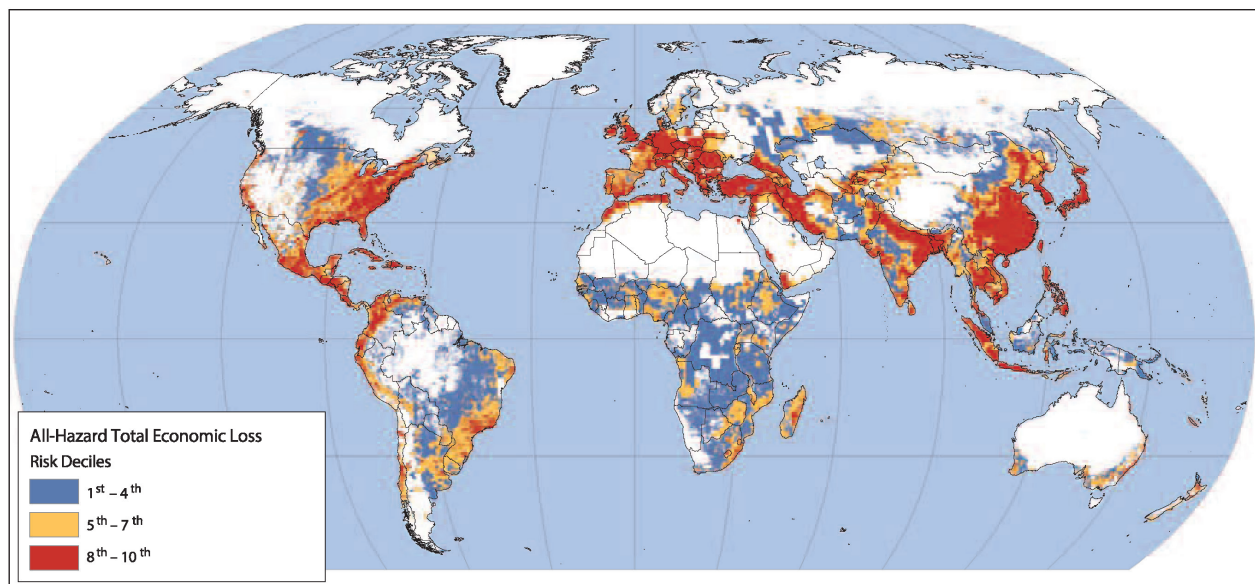 All-Hazard Total Economic Loss
Risk Deciles
1st – 4th
5th – 7th
8th – 10th